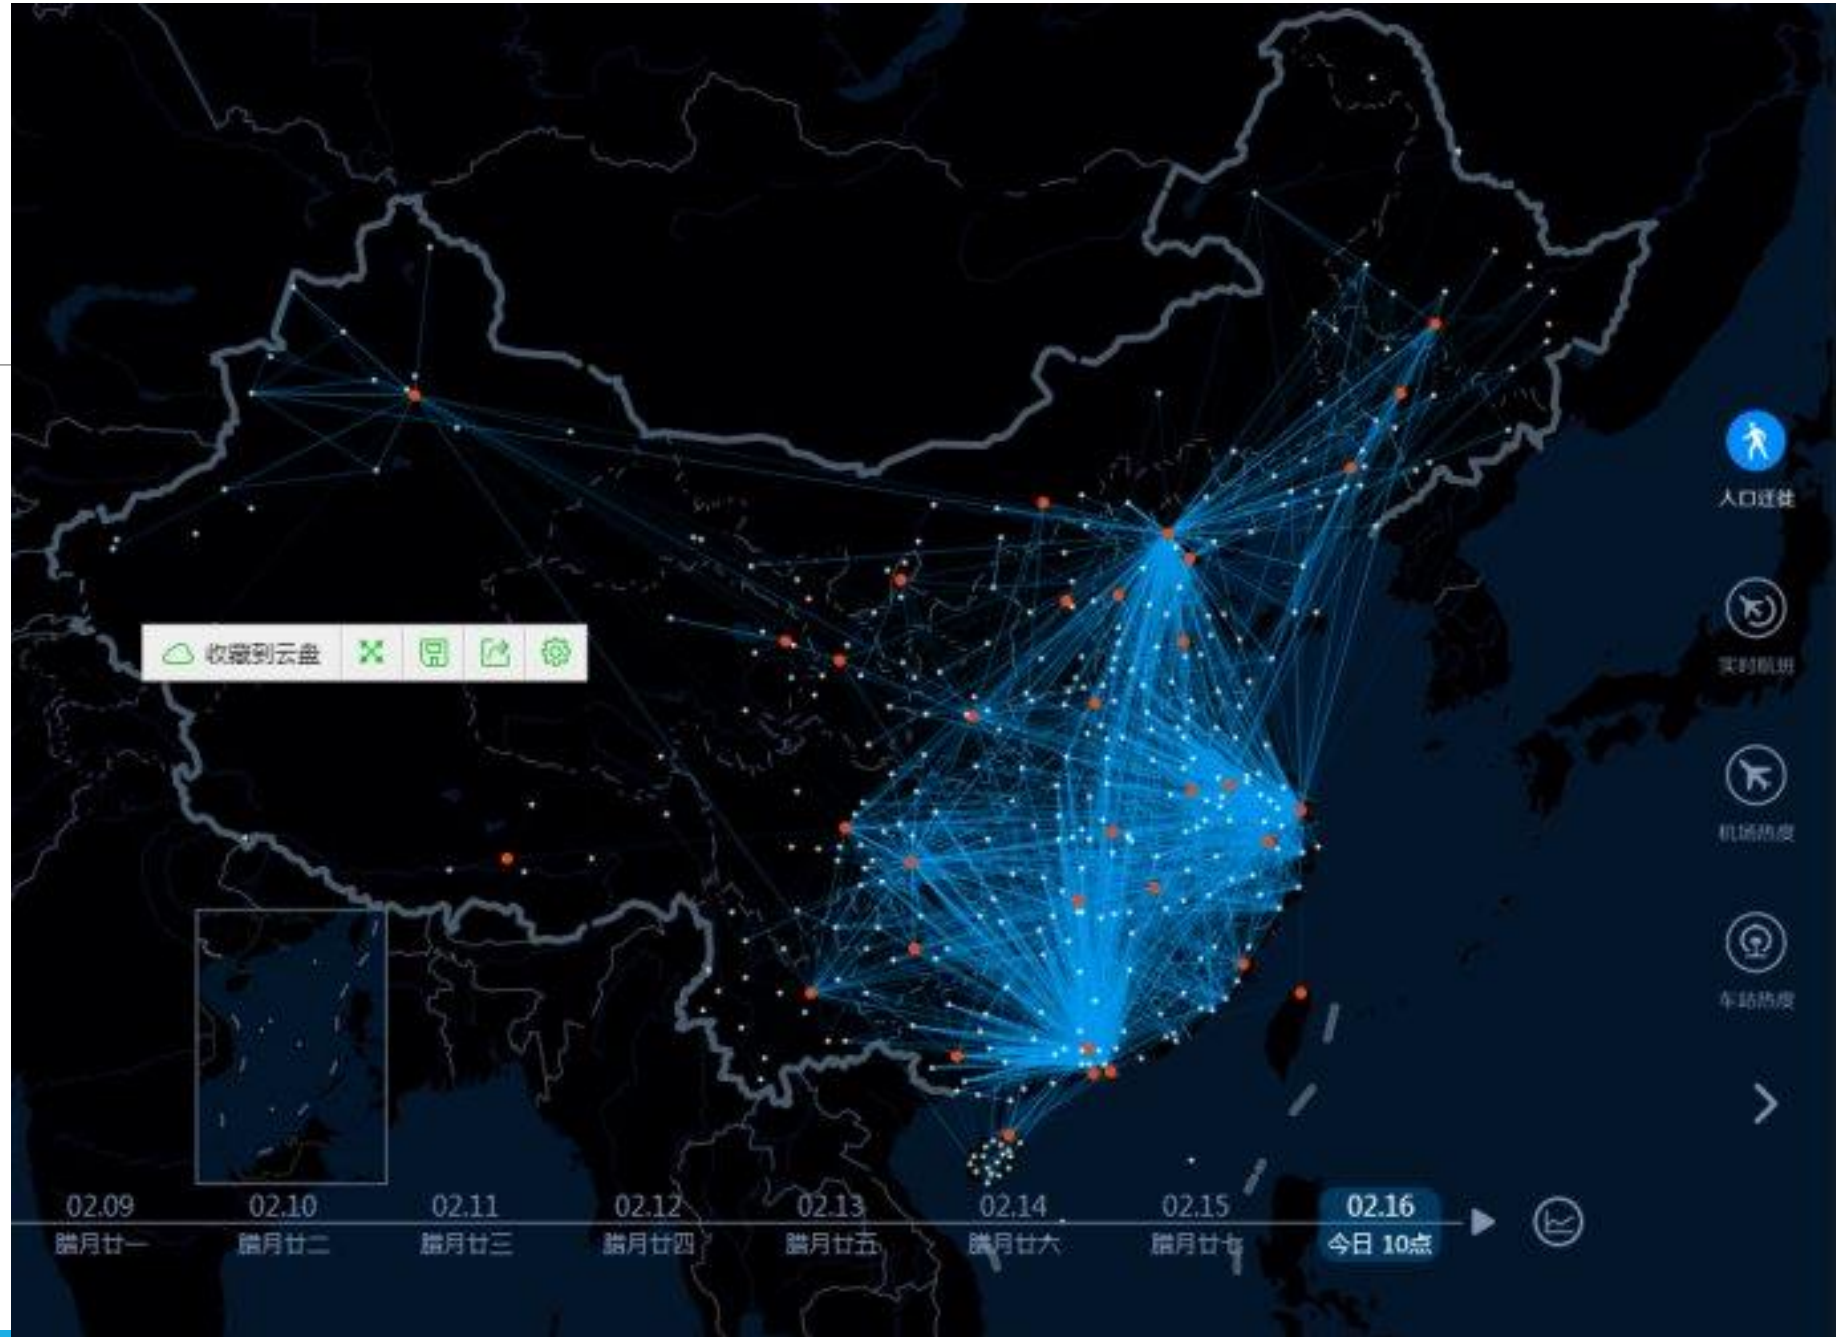 人口迁徙
实时航班
收藏到云盘
机场热度
车站热度
02.09
02.10
02.11
02.12
02.13
02.14
02.15
02.16
腊月廿一
腊月廿二
腊月廿三
腊月廿四
腊月廿五
腊月廿六
腊月廿七
今日 10点